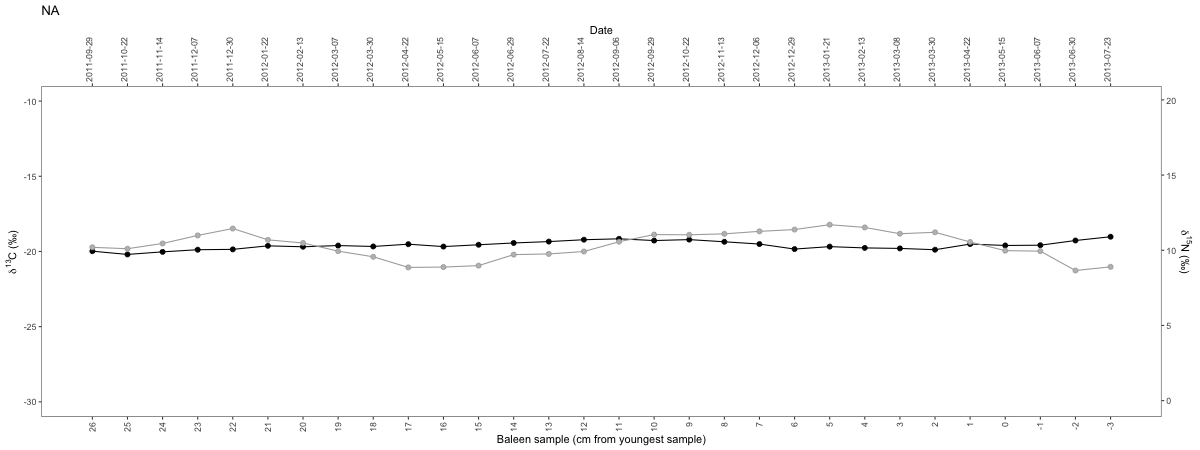 NA
Date
2011-09-29 2011-10-22 2011-11-14 2011-12-07 2011-12-30 2012-01-22 2012-02-13 2012-03-07 2012-03-30 2012-04-22 2012-05-15 2012-06-07 2012-06-29 2012-07-22 2012-08-14 2012-09-06 2012-09-29 2012-10-22 2012-11-13 2012-12-06 2012-12-29 2013-01-21 2013-02-13 2013-03-08 2013-03-30 2013-04-22 2013-05-15 2013-06-07 2013-06-30 2013-07-23
-10 20
-15 15
-20 10
-25 5
-30 0
δ 13C (‰)
δ 15N (‰)
26 25 24 23 22 21 20 19 18 17 16 15 14 13 12 11 10 9 8 7 6 5 4 3 2 1 0 -1 -2 -3
Baleen sample (cm from youngest sample)